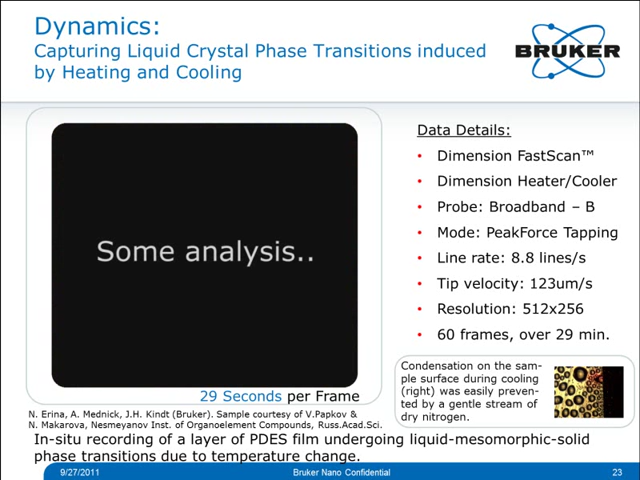 Dynamics:
Capturing Liquid Crystal Phase Transitions induced
by Heating and Cooling
BRUKER
Some analysis..
29 Seconds per Frame
Data Details:
• Dimension FastScan™
• Dimension Heater/Cooler
• Probe: Broadband – B
• Mode: PeakForce Tapping
• Line rate: 8.8 lines/s
• Tip velocity: 123um/s
• Resolution: 512x256
• 60 frames, over 29 min.
Condensation on the sam-
ple surface during cooling
(right) was easily preven-
ted by a gentle stream of
dry nitrogen.
N. Erina, A. Mednick, J.H. Kindt (Bruker). Sample courtesy of V.Papkov &
N. Makarova, Nesmeyanov Inst. of Organoelement Compounds, Russ.Acad.Sci.
In-situ recording of a layer of PDES film undergoing liquid-mesomorphic-solid
phase transitions due to temperature change.
9/27/2011
Bruker Nano Confidential
23